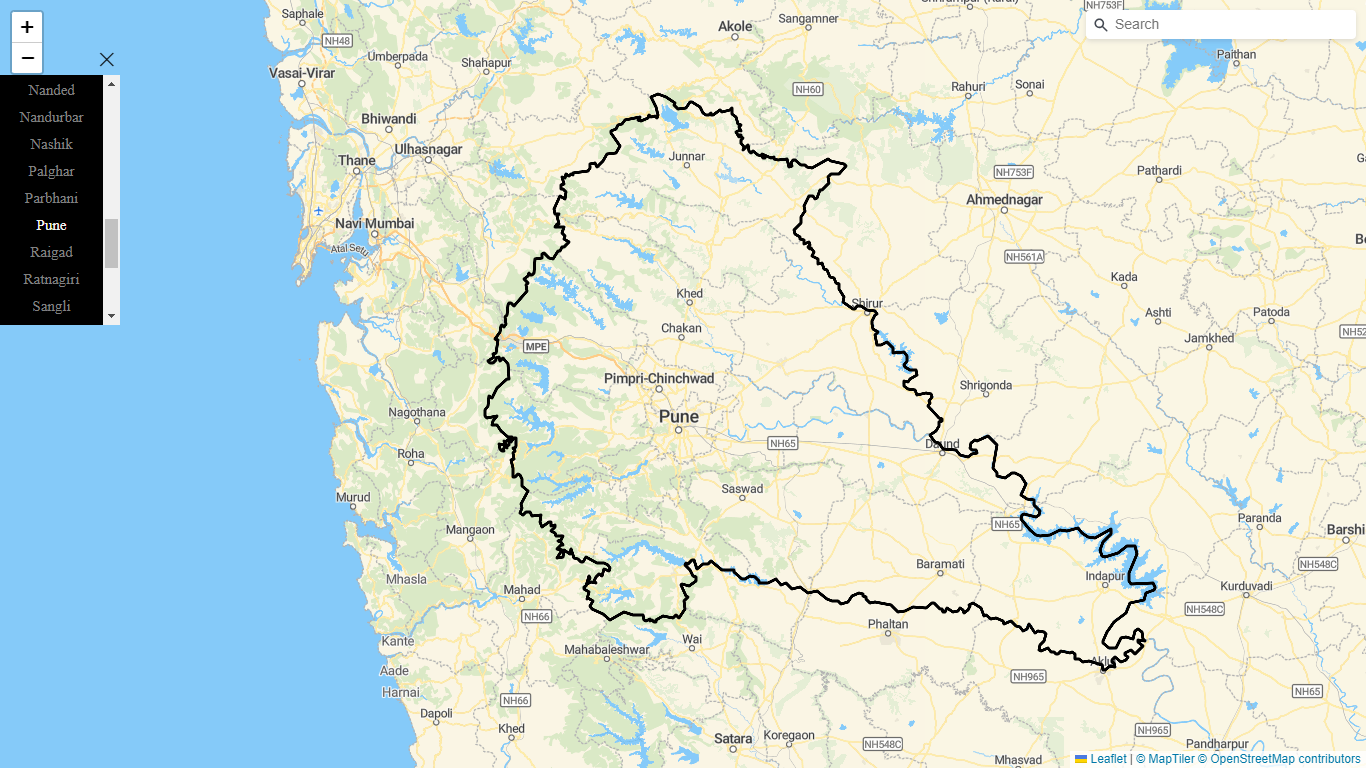 +
−
Nanded
Nandurbar
Nashik
Palghar
Parbhani
Pune
Raigad
Ratnagiri
Sangli
Search
Saphale
Sangamner
NH753F
Akole
NH48
Umberpada
Shahapur
Vasai-Virar
Paithan
Rahuri
Sonai
NH60
Bhiwandi
Ulhasnagar
Thane
Junnar
Pathardi
NH753F
Ahmednagar
Navi Mumbai
NH561A
Kada
Khed
Shirur
Ashti
Patoda
Chakan
NH52
MPE
Jamkhed
Pimpri-Chinchwad
Shrigonda
Nagothana
Pune
NH65
Daund
Roha
Saswad
Murud
Mangaon
NH65
Paranda
Barshi
Baramati
NH548C
Mhasla
Indapur
Kurduvadi
Mahad
NH548C
NH66
Phaltan
Kante
Wai
Mahabaleshwar
Aade
NH965
Harnai
NH65
NH66
Dapoli
Khed
Satara
Koregaon
NH548C
NH965
Pandharpur
Mhasvad
Leaflet | © MapTiler © OpenStreetMap contributors